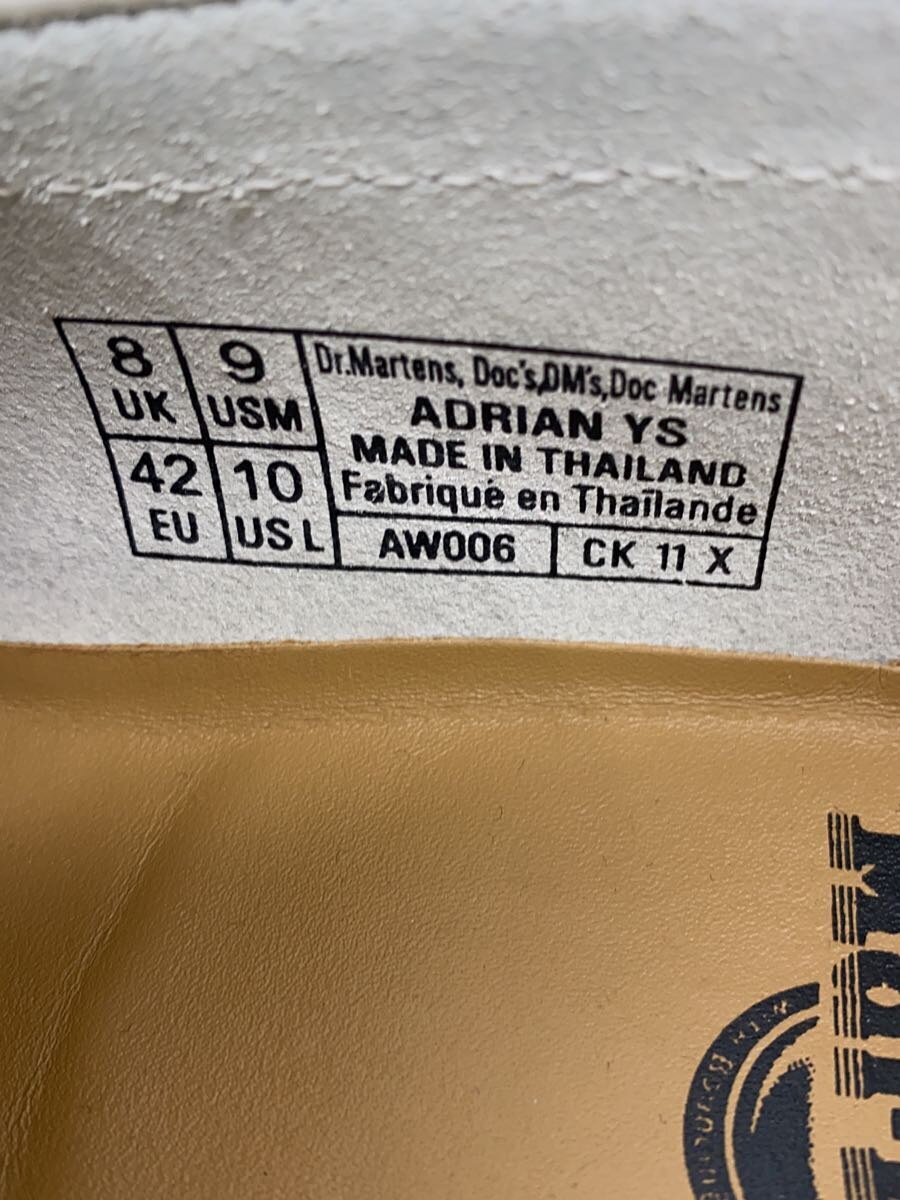 8 UK
9 USM
42 EU
10 US L
Dr.Martens, Doc's,DM's,Doc Martens
ADRIAN YS
MADE IN THAILAND
Fabriqué en Thaïlande
AW006
CK 11 X